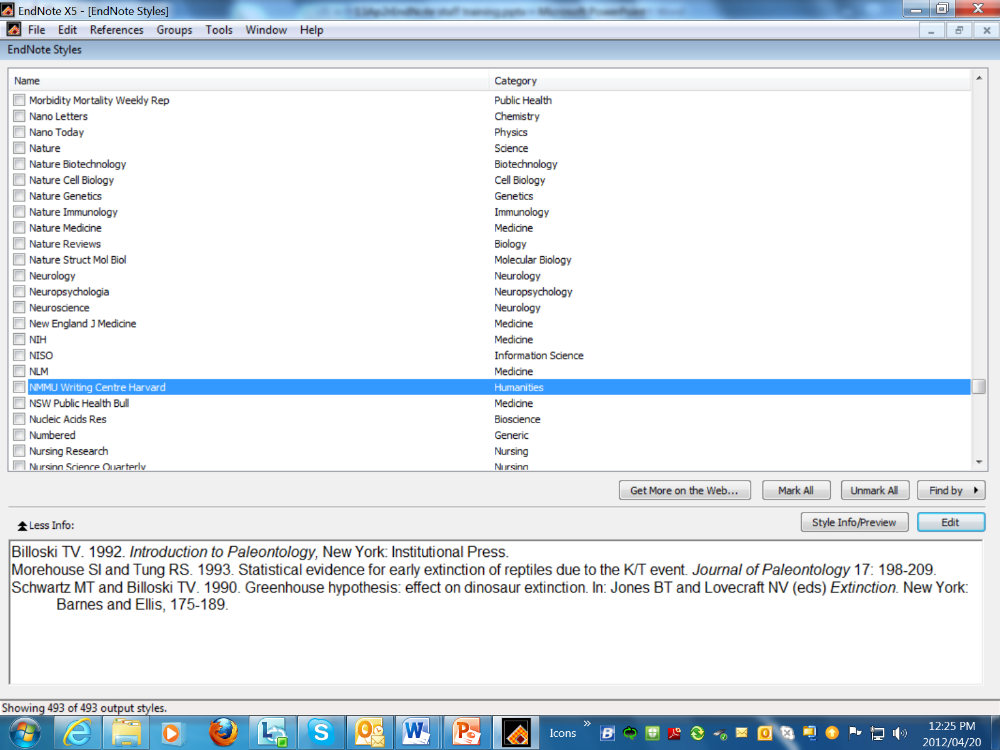 EndNote X5 - [EndNote Styles]
File Edit References Groups Tools Window Help
EndNote Styles
Name Category
Morbidity Mortality Weekly Rep Public Health
Nano Letters Chemistry
Nano Today Physics
Nature Science
Nature Biotechnology Biotechnology
Nature Cell Biology Cell Biology
Nature Genetics Genetics
Nature Immunology Immunology
Nature Medicine Medicine
Nature Reviews Biology
Nature Struct Mol Biol Molecular Biology
Neurology Neurology
Neuropsychologia Neuropsychology
Neuroscience Neurology
New England J Medicine Medicine
NIH Medicine
NISO Information Science
NLM Medicine
NMMU Writing Centre Harvard Humanities
NSW Public Health Bull Medicine
Nucleic Acids Res Bioscience
Numbered Generic
Nursing Research Nursing
Nursing Science Quarterly Nursing
Get More on the Web... Mark All Unmark All Find by
Less Info: Style Info/Preview Edit
Billoski TV. 1992. Introduction to Paleontology, New York: Institutional Press.
Morehouse SI and Tung RS. 1993. Statistical evidence for early extinction of reptiles due to the K/T event. Journal of Paleontology 17: 198-209.
Schwartz MT and Billoski TV. 1990. Greenhouse hypothesis: effect on dinosaur extinction. In: Jones BT and Lovecraft NV (eds) Extinction. New York:
Barnes and Ellis, 175-189.
Showing 493 of 493 output styles.
Icons
12:25 PM
2012/04/20